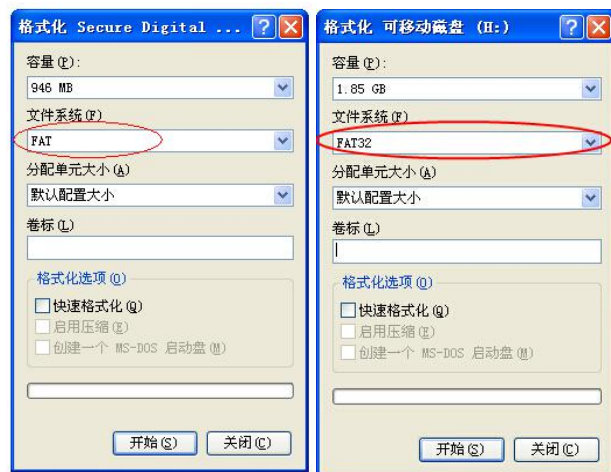 格式化 Secure Digital ...
容量(P):
946 MB
文件系统(F)
FAT
分配单元大小(A)
默认配置大小
卷标(L)
格式化选项(O)
快速格式化(Q)
启用压缩(E)
创建一个 MS-DOS 启动盘(M)
开始(S)
关闭(C)
格式化 可移动磁盘 (H:)
容量(P):
1.85 GB
文件系统(F)
FAT32
分配单元大小(A)
默认配置大小
卷标(L)
格式化选项(O)
快速格式化(Q)
启用压缩(E)
创建一个 MS-DOS 启动盘(M)
开始(S)
关闭(C)